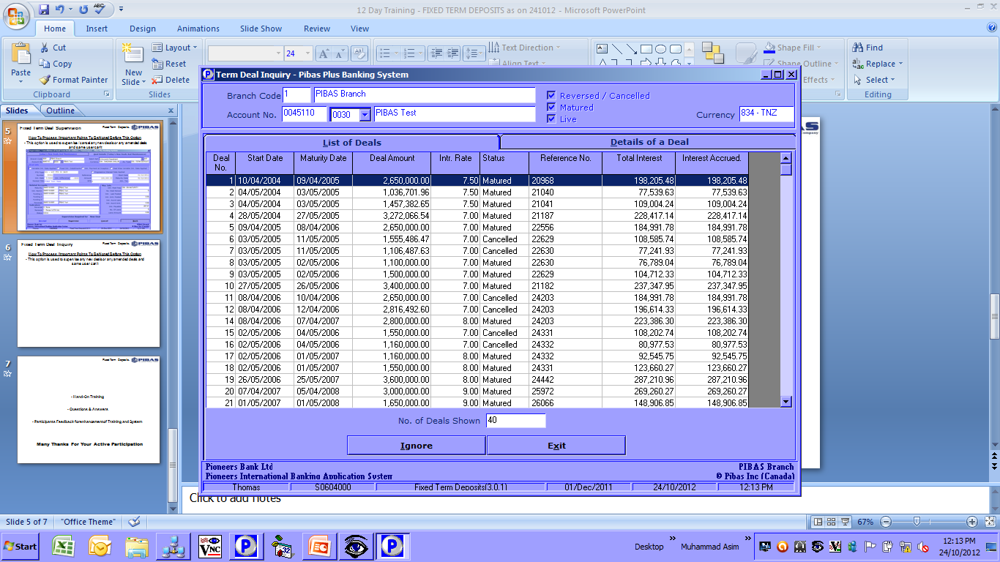 12 Day Training - FIXED TERM DEPOSITS as on 241012 - Microsoft PowerPoint
Home Insert Design Animations Slide Show Review View
Paste
Cut
Copy
Format Painter
Clipboard
New Slide
Layout
Reset
Delete
Slides
24
Text Direction
Align Text
Shape Fill
Shape Outline
Effects
Find
Replace
Select
Editing
Slides Outline
5
Fixed Term Deal Supervision
How To Process /Important Points To Be Noted Before This Option
- This option is used to supervise / cancel any new deals or any amended deals and same user can't
6
Fixed Term Deal Inquiry
Fixed Term Deposits. PIBAS
How To Process /Important Points To Be Noted Before This Option
- This option is used to supervise any new deals or any amended deals and same user can't
7
Fixed Term Deposits. PIBAS
- Hand-On Training
- Questions & Answers
- Participants Feedback for enhancement of Training and System
Many Thanks For Your Active Participation
Term Deal Inquiry - Pibas Plus Banking System
Branch Code 1 PIBAS Branch
Account No. 0045110 0030 PIBAS Test
Reversed / Cancelled
Matured
Live
Currency 834 - TNZ
List of Deals Details of a Deal
Deal No. Start Date Maturity Date Deal Amount Intr. Rate Status Reference No. Total Interest Interest Accrued.
1 10/04/2004 09/04/2005 2,650,000.00 7.50 Matured 20968 198,205.48 198,205.48
2 04/05/2004 03/05/2005 1,036,706.15 7.50 Matured 21040 77,539.63 77,539.63
3 04/05/2004 04/05/2005 1,457,382.65 7.50 Matured 21041 109,004.24 109,004.24
4 28/05/2004 27/05/2005 3,272,066.54 7.00 Matured 21187 228,417.14 228,417.14
5 09/04/2005 08/04/2006 2,650,000.00 7.00 Matured 22556 184,991.78 184,991.78
6 03/05/2005 11/05/2005 1,555,486.47 7.00 Cancelled 22629 108,585.74 108,585.74
7 03/05/2005 11/05/2005 1,106,487.63 7.00 Cancelled 22630 77,241.93 77,241.93
8 03/05/2005 02/05/2006 1,100,000.00 7.00 Matured 22630 76,789.04 76,789.04
9 03/05/2005 02/05/2006 1,500,000.00 7.00 Matured 22629 104,712.33 104,712.33
10 27/05/2005 26/05/2006 3,400,000.00 7.00 Matured 21182 237,347.95 237,347.95
11 08/04/2006 10/04/2006 2,650,000.00 7.00 Cancelled 24203 184,991.78 184,991.78
12 08/04/2006 12/04/2006 2,816,492.60 7.00 Cancelled 24203 196,614.33 196,614.33
14 08/04/2006 07/04/2007 2,800,000.00 8.00 Matured 24203 223,386.30 223,386.30
15 02/05/2006 04/05/2006 1,550,000.00 7.00 Cancelled 24331 108,202.74 108,202.74
16 02/05/2006 04/05/2006 1,160,000.00 7.00 Cancelled 24332 80,977.53 80,977.53
17 02/05/2006 01/05/2007 1,160,000.00 8.00 Matured 24332 92,545.75 92,545.75
18 02/05/2006 01/05/2007 1,550,000.00 8.00 Matured 24331 123,660.27 123,660.27
19 26/05/2006 25/05/2007 3,600,000.00 8.00 Matured 24442 287,210.96 287,210.96
20 07/04/2007 05/04/2008 3,000,000.00 9.00 Matured 25972 269,260.27 269,260.27
21 01/05/2007 01/05/2008 1,650,000.00 9.00 Matured 26066 148,906.85 148,906.85
No. of Deals Shown 40
Ignore Exit
Pioneers Bank Ltd PIBAS Branch
Pioneers International Banking Application System © Pibas Inc (Canada)
Thomas S0604000 Fixed Term Deposits(3.0.1) 01/Dec/2011 24/10/2012 12:13 PM
Click to add notes
Slide 5 of 7 "Office Theme" 67%
Start Desktop Muhammad Asim 12:13 PM
24/10/2012